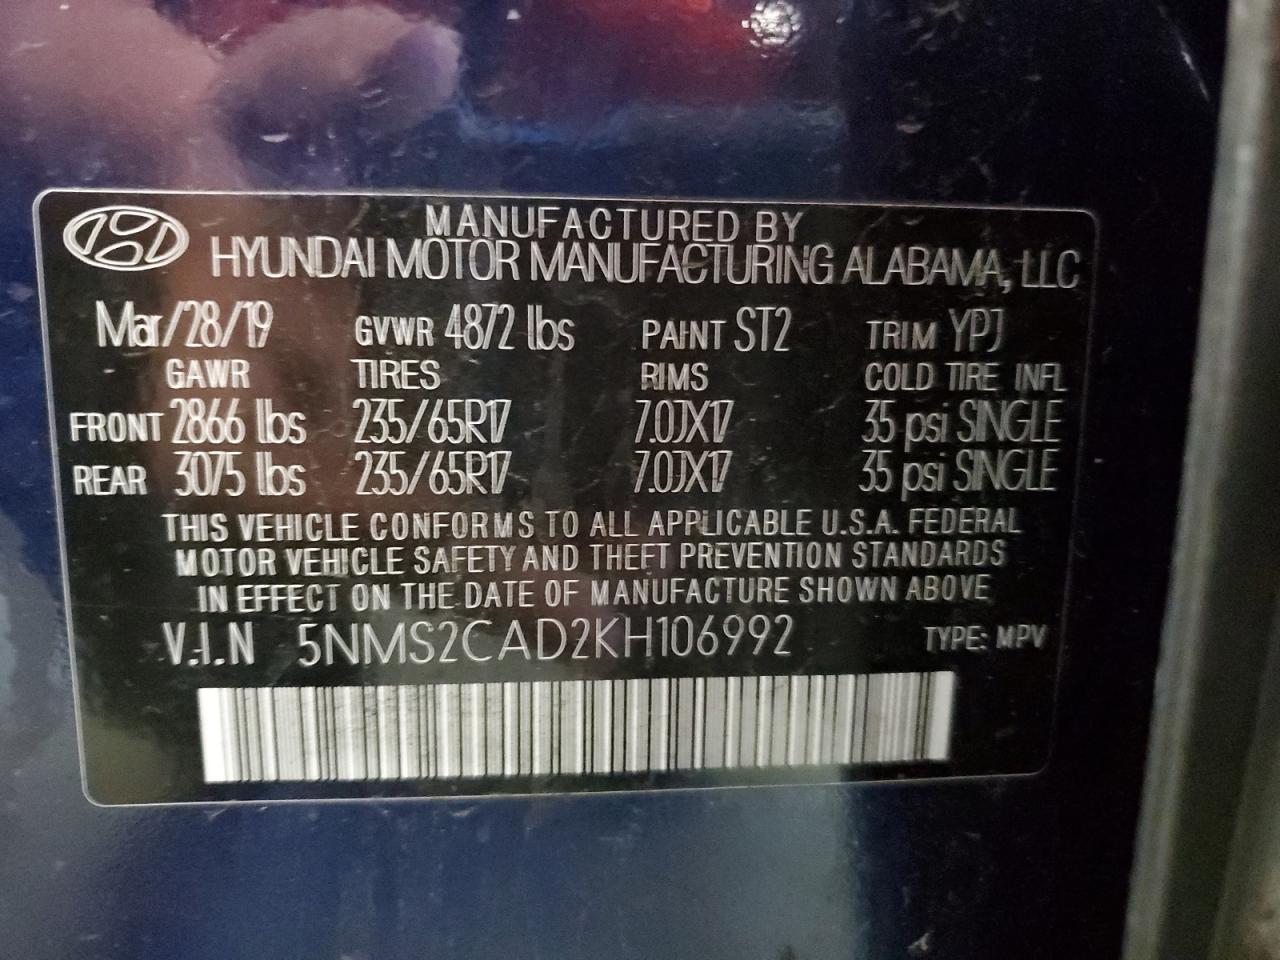 MANUFACTURED BY
HYUNDAI MOTOR MANUFACTURING ALABAMA, LLC
Mar/28/19 GVWR 4872 lbs PAINT ST2 TRIM YPJ
GAWR TIRES RIMS COLD TIRE INFL
FRONT 2866 lbs 235/65R17 7.0JX17 35 psi SINGLE
REAR 3075 lbs 235/65R17 7.0JX17 35 psi SINGLE
THIS VEHICLE CONFORMS TO ALL APPLICABLE U.S.A. FEDERAL
MOTOR VEHICLE SAFETY AND THEFT PREVENTION STANDARDS
IN EFFECT ON THE DATE OF MANUFACTURE SHOWN ABOVE
V.I.N 5NMS2CAD2KH106992 TYPE: MPV